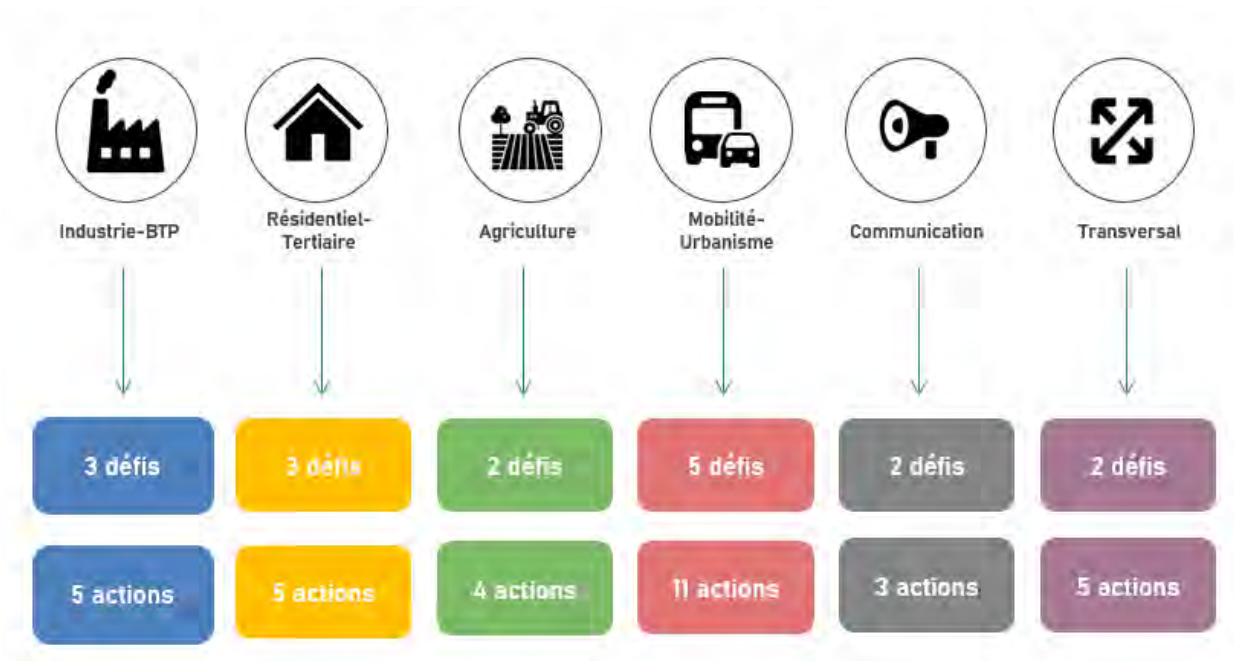 Industrie-BTP
Résidentiel-
Tertiaire
Agriculture
Mobilité-
Urbanisme
Communication
Transversal
3 défis
3 défis
2 défis
5 défis
2 défis
2 défis
5 actions
5 actions
4 actions
11 actions
3 actions
5 actions